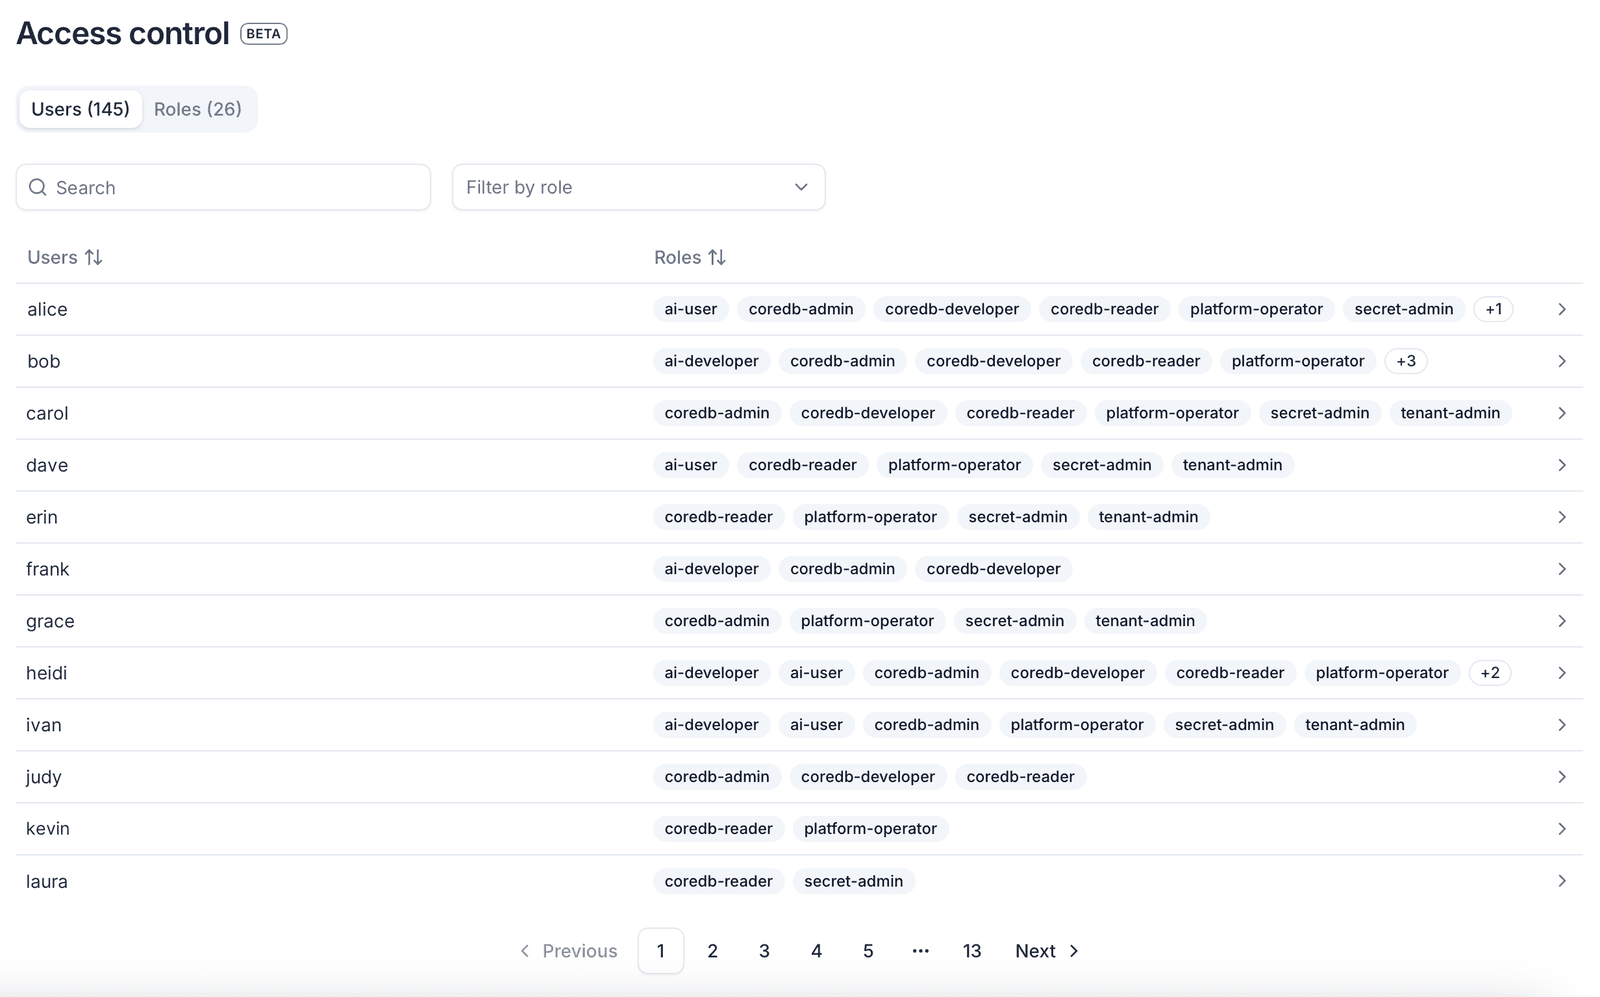 Access control BETA
Users (145) Roles (26)
Search Filter by role
Users Roles
alice ai-user coredb-admin coredb-developer coredb-reader platform-operator secret-admin +1
bob ai-developer coredb-admin coredb-developer coredb-reader platform-operator +3
carol coredb-admin coredb-developer coredb-reader platform-operator secret-admin tenant-admin
dave ai-user coredb-reader platform-operator secret-admin tenant-admin
erin coredb-reader platform-operator secret-admin tenant-admin
frank ai-developer coredb-admin coredb-developer
grace coredb-admin platform-operator secret-admin tenant-admin
heidi ai-developer ai-user coredb-admin coredb-developer coredb-reader platform-operator +2
ivan ai-developer ai-user coredb-admin platform-operator secret-admin tenant-admin
judy coredb-admin coredb-developer coredb-reader
kevin coredb-reader platform-operator
laura coredb-reader secret-admin
Previous 1 2 3 4 5 ... 13 Next